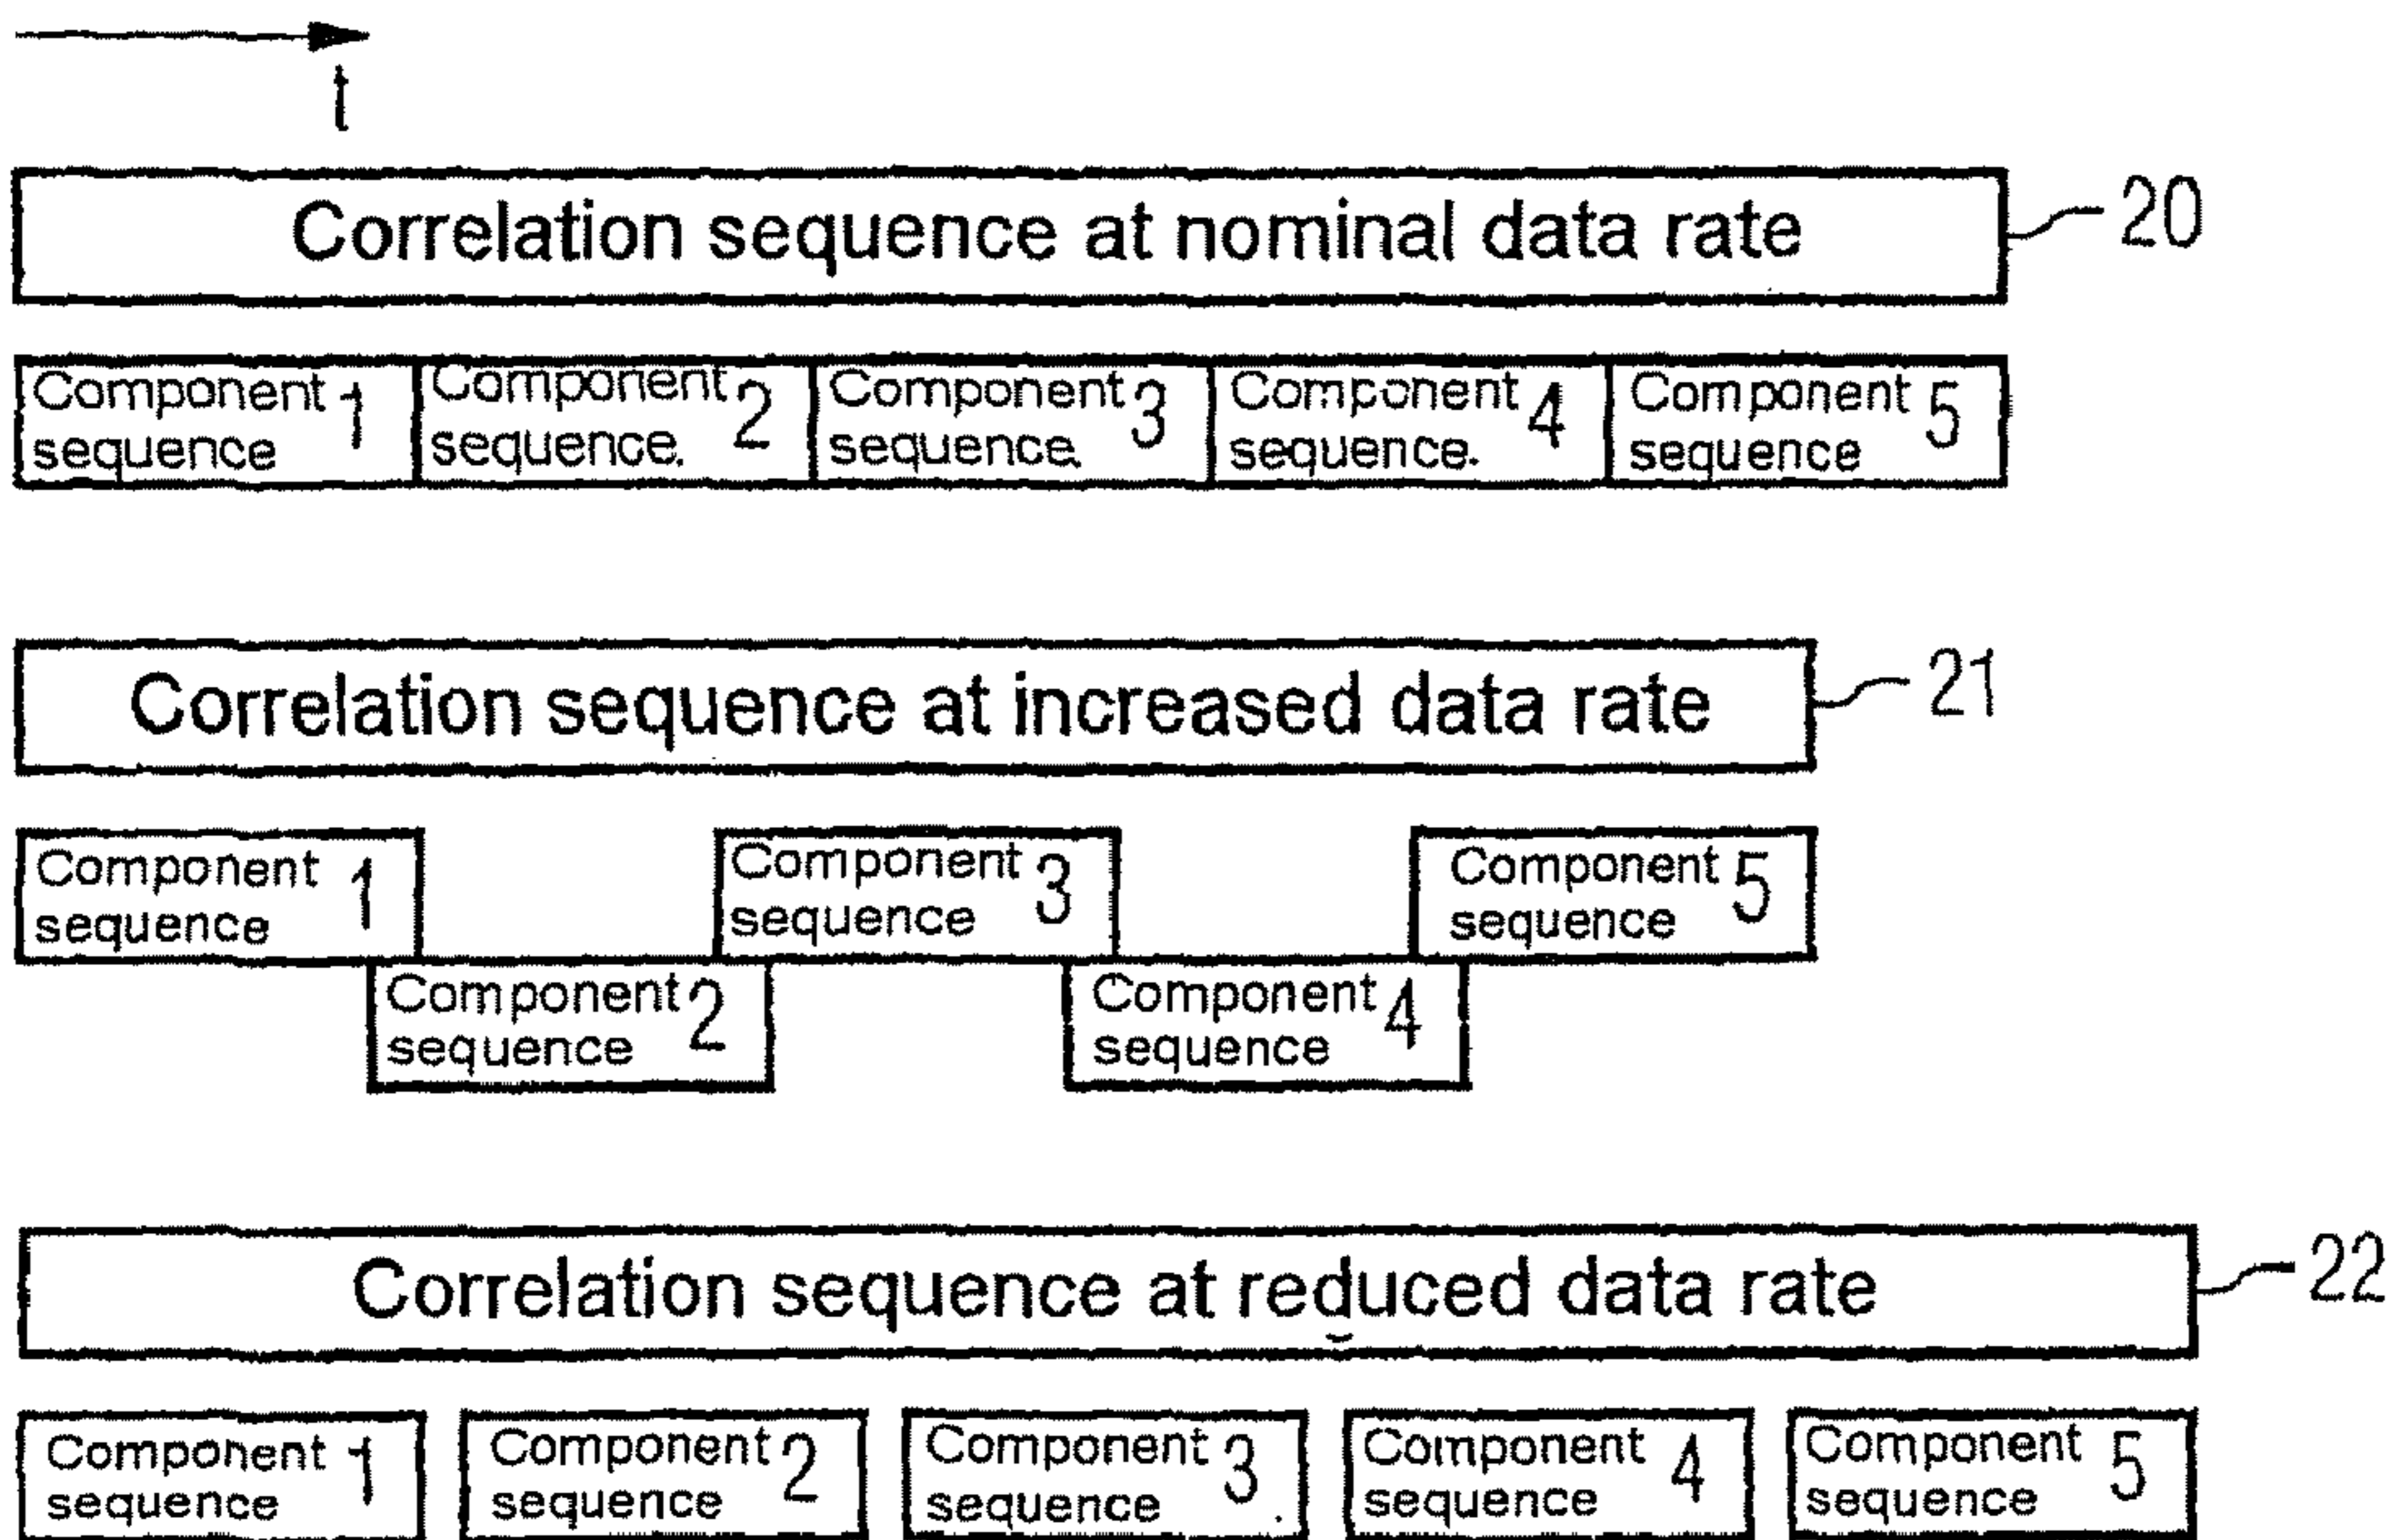 t
Correlation sequence at nominal data rate 20
Component sequence 1 Component sequence. 2 Component sequence. 3 Component sequence. 4 Component sequence 5
Correlation sequence at increased data rate 21
Component sequence 1
Component sequence 3
Component sequence 5
Component sequence 2
Component sequence 4
Correlation sequence at reduced data rate 22
Component sequence 1 Component sequence 2 Component sequence 3 Component sequence 4 Component sequence 5